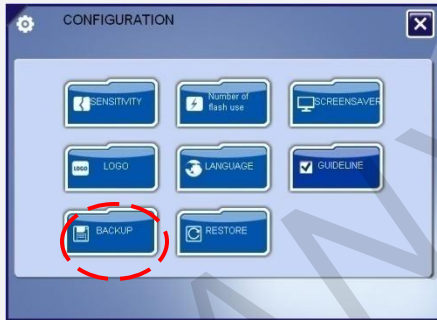 CONFIGURATION
SENSITIVITY
Number of
flash use
SCREENSAVER
LOGO
LOGO
LANGUAGE
GUIDELINE
BACKUP
RESTORE